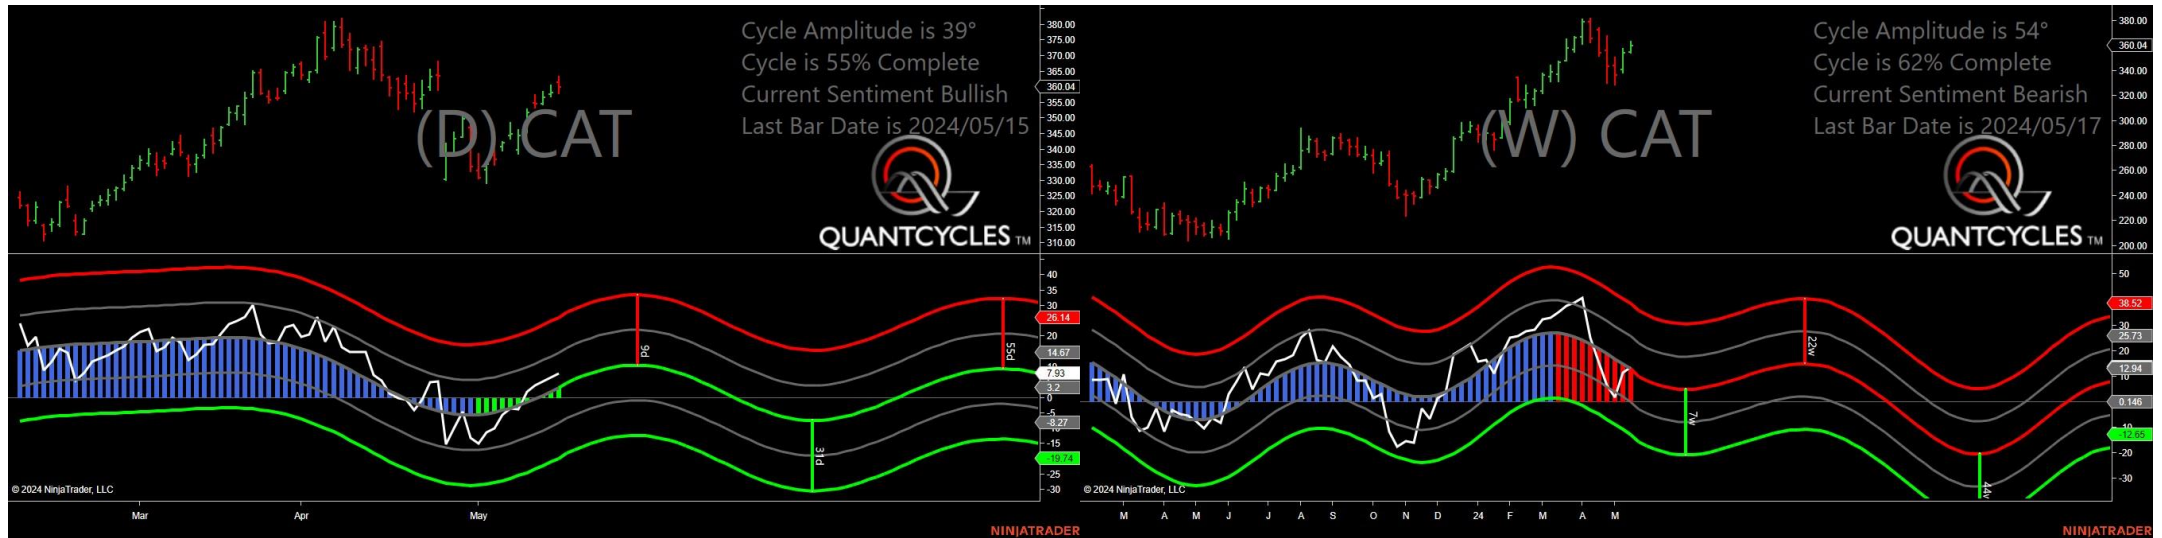 Cycle Amplitude is 39°
Cycle is 55% Complete
Current Sentiment Bullish
Last Bar Date is 2024/05/15
(D) CAT
QUANTCYCLES TM
380.00
375.00
370.00
365.00
360.04
355.00
350.00
345.00
340.00
335.00
330.00
325.00
320.00
315.00
310.00
40
35
30
26.14
20
14.67
7.93
3.2
0
-5
-8.27
-15
-19.74
-25
-30
9d
31d
55d
© 2024 NinjaTrader, LLC
Mar
Apr
May
NINJATRADER
Cycle Amplitude is 54°
Cycle is 62% Complete
Current Sentiment Bearish
Last Bar Date is 2024/05/17
(W) CAT
QUANTCYCLES TM
380.00
360.04
340.00
320.00
300.00
280.00
260.00
240.00
220.00
200.00
50
38.52
30
25.73
20
12.94
10
0.146
-12.65
-20
-30
22w
7w
© 2024 NinjaTrader, LLC
M A M J J A S O N D 24 F M A M
NINJATRADER